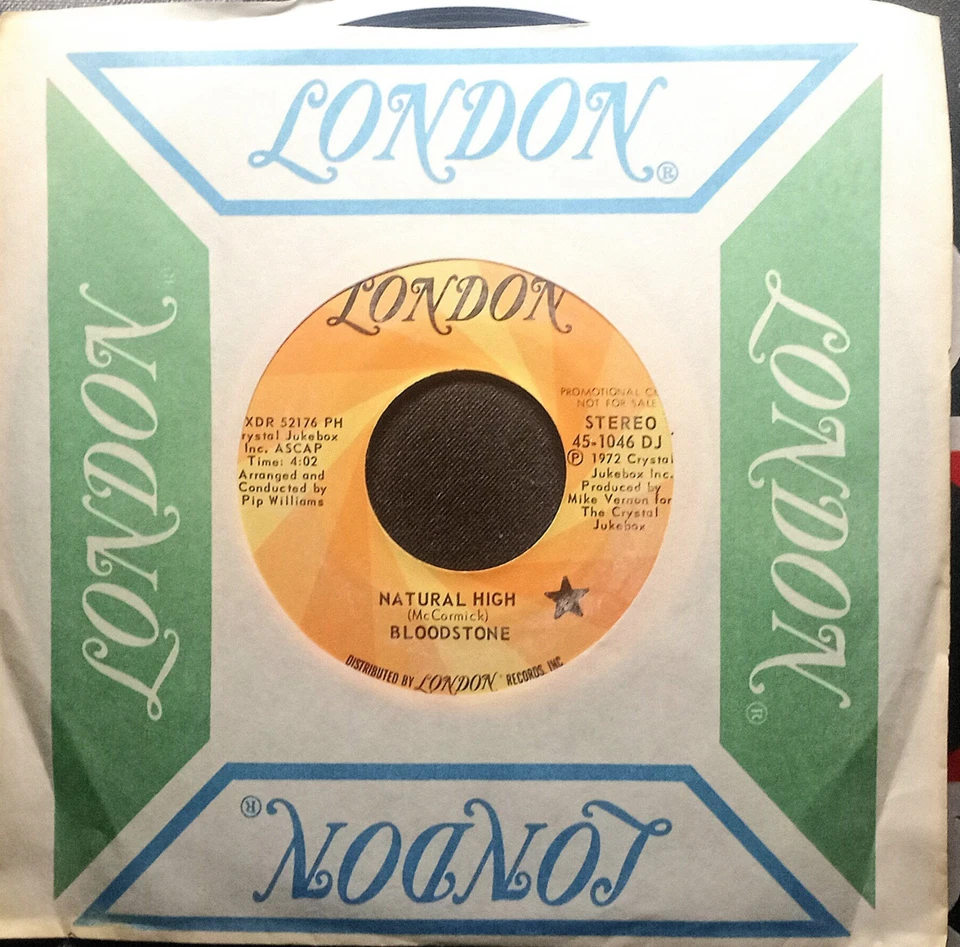 LONDON®
LONDON®
LONDON
XDR 52176 PH
rystal Jukebox
Inc. ASCAP
Time: 4:02
Arranged and
Conducted by
Pip Williams
PROMOTIONAL C
NOT FOR SALE
STEREO
45-1046 DJ
Ⓟ 1972 Crystal
Jukebox Inc.
Produced by
Mike Vernon for
The Crystal
Jukebox
NATURAL HIGH
(McCormick)
BLOODSTONE
DISTRIBUTED BY LONDON RECORDS, INC
LONDON®
LONDON®